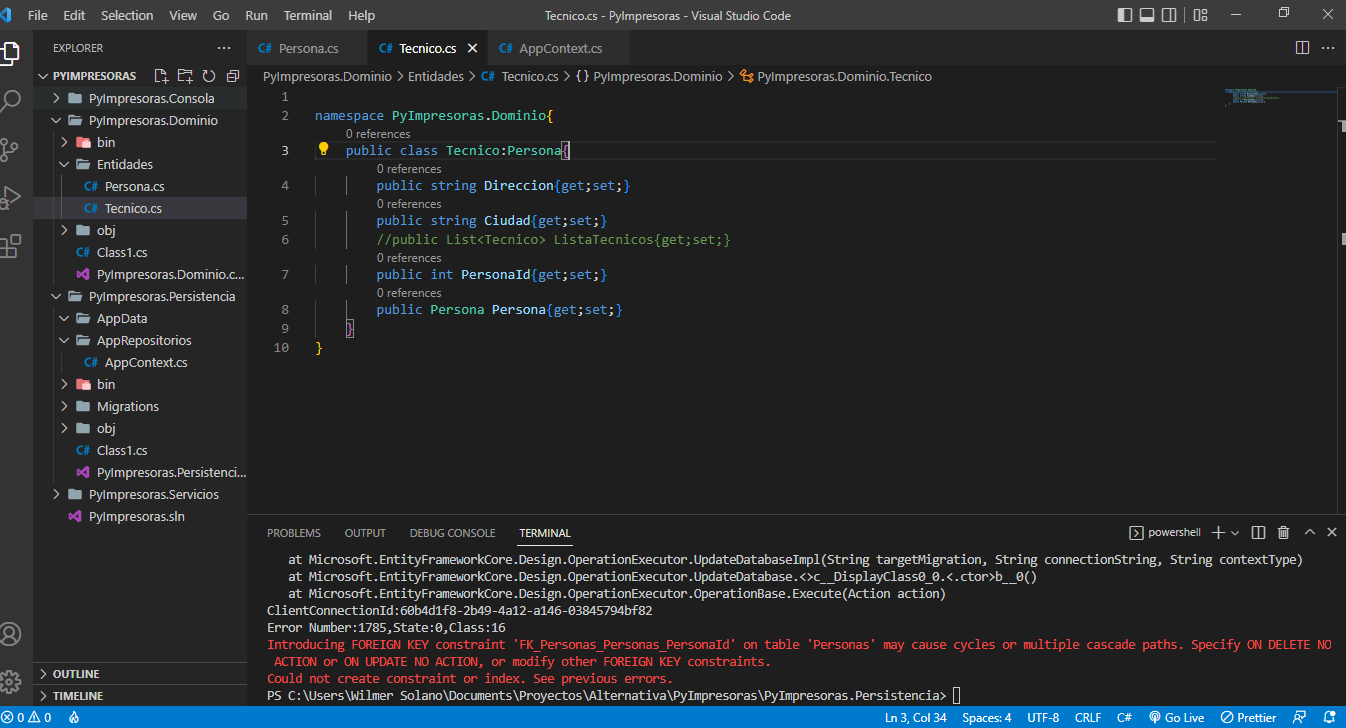 File Edit Selection View Go Run Terminal Help Tecnico.cs - PyImpresoras - Visual Studio Code
EXPLORER ···
PYIMPRESORAS
PyImpresoras.Consola
PyImpresoras.Dominio
bin
Entidades
C# Persona.cs
C# Tecnico.cs
obj
C# Class1.cs
PyImpresoras.Dominio.c...
PyImpresoras.Persistencia
AppData
AppRepositorios
C# AppContext.cs
bin
Migrations
obj
C# Class1.cs
PyImpresoras.Persistenci...
PyImpresoras.Servicios
PyImpresoras.sln
OUTLINE
TIMELINE
C# Persona.cs C# Tecnico.cs C# AppContext.cs
PyImpresoras.Dominio > Entidades > C# Tecnico.cs > {} PyImpresoras.Dominio > PyImpresoras.Dominio.Tecnico
1
2 namespace PyImpresoras.Dominio{
0 references
3 public class Tecnico:Persona{
0 references
4 public string Direccion{get;set;}
0 references
5 public string Ciudad{get;set;}
6 //public List<Tecnico> ListaTecnicos{get;set;}
0 references
7 public int PersonaId{get;set;}
0 references
8 public Persona Persona{get;set;}
9 }
10 }
PROBLEMS OUTPUT DEBUG CONSOLE TERMINAL powershell
at Microsoft.EntityFrameworkCore.Design.OperationExecutor.UpdateDatabaseImpl(String targetMigration, String connectionString, String contextType)
at Microsoft.EntityFrameworkCore.Design.OperationExecutor.UpdateDatabase.<>c__DisplayClass0_0.<.ctor>b__0()
at Microsoft.EntityFrameworkCore.Design.OperationExecutor.OperationBase.Execute(Action action)
ClientConnectionId:60b4d1f8-2b49-4a12-a146-03845794bf82
Error Number:1785,State:0,Class:16
Introducing FOREIGN KEY constraint 'FK_Personas_Personas_PersonaId' on table 'Personas' may cause cycles or multiple cascade paths. Specify ON DELETE NO
ACTION or ON UPDATE NO ACTION, or modify other FOREIGN KEY constraints.
Could not create constraint or index. See previous errors.
PS C:\Users\Wilmer Solano\Documents\Proyectos\Alternativa\PyImpresoras\PyImpresoras.Persistencia>
0 0 Ln 3, Col 34 Spaces: 4 UTF-8 CRLF C# Go Live Prettier